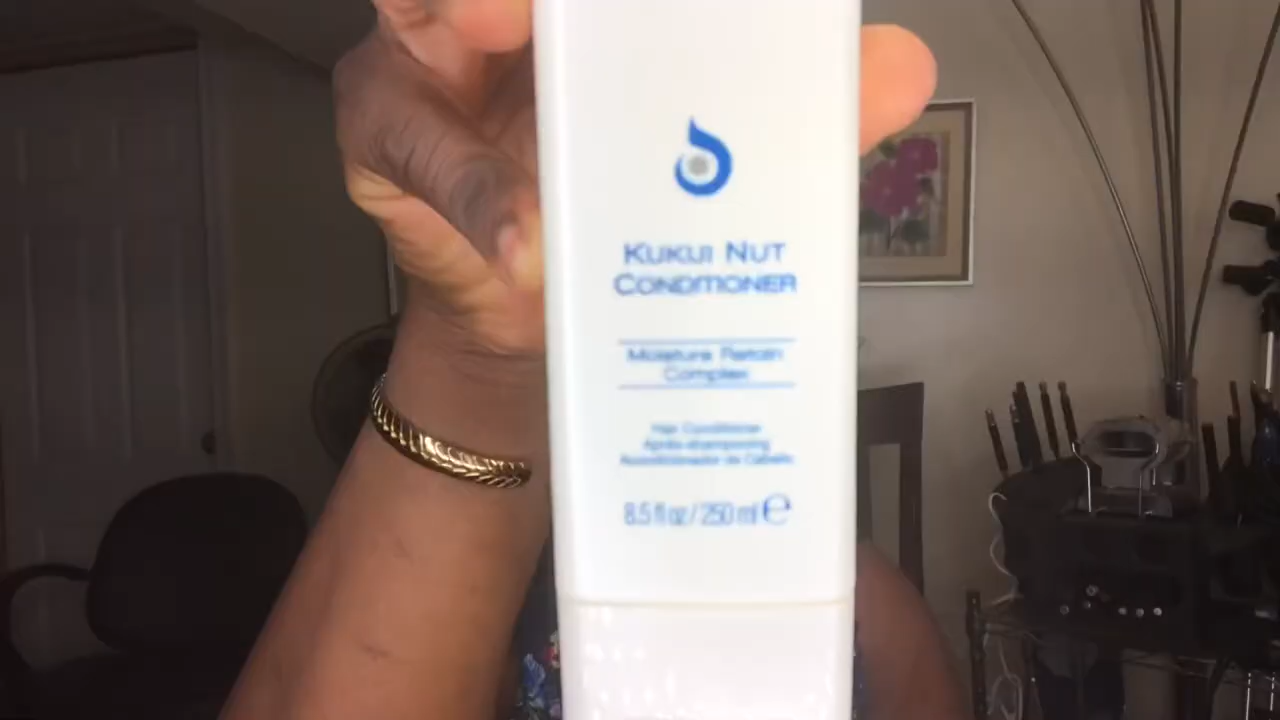 KUKUI NUT
CONDITIONER
Moisture Retain
Complex
Hair Conditioner
Après-shampooing
Acondicionador de Cabello
8.5 fl oz / 250 ml e